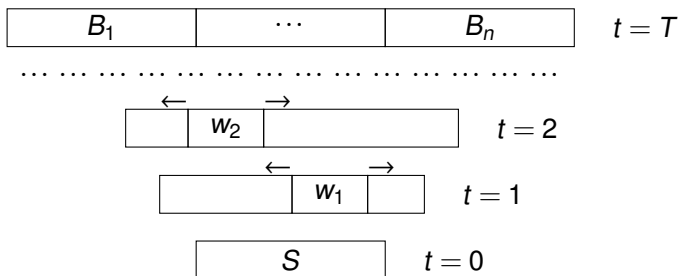 B₁ ⋯ Bₙ t = T
… … … … … … … … … … … … … …
← →
w₂ t = 2
← →
w₁ t = 1
S t = 0